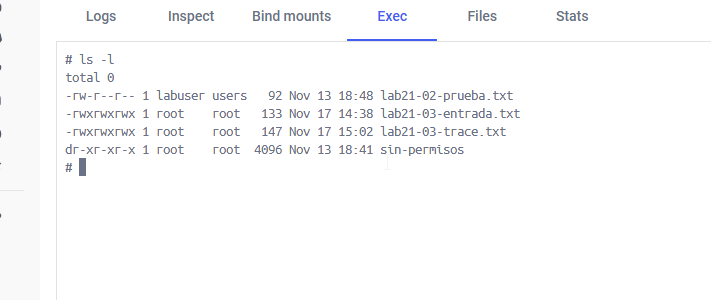 Logs Inspect Bind mounts Exec Files Stats
# ls -l
total 0
-rw-r--r-- 1 labuser users   92 Nov 13 18:48 lab21-02-prueba.txt
-rwxrwxrwx 1 root    root   133 Nov 17 14:38 lab21-03-entrada.txt
-rwxrwxrwx 1 root    root   147 Nov 17 15:02 lab21-03-trace.txt
dr-xr-xr-x 1 root    root  4096 Nov 13 18:41 sin-permisos
#